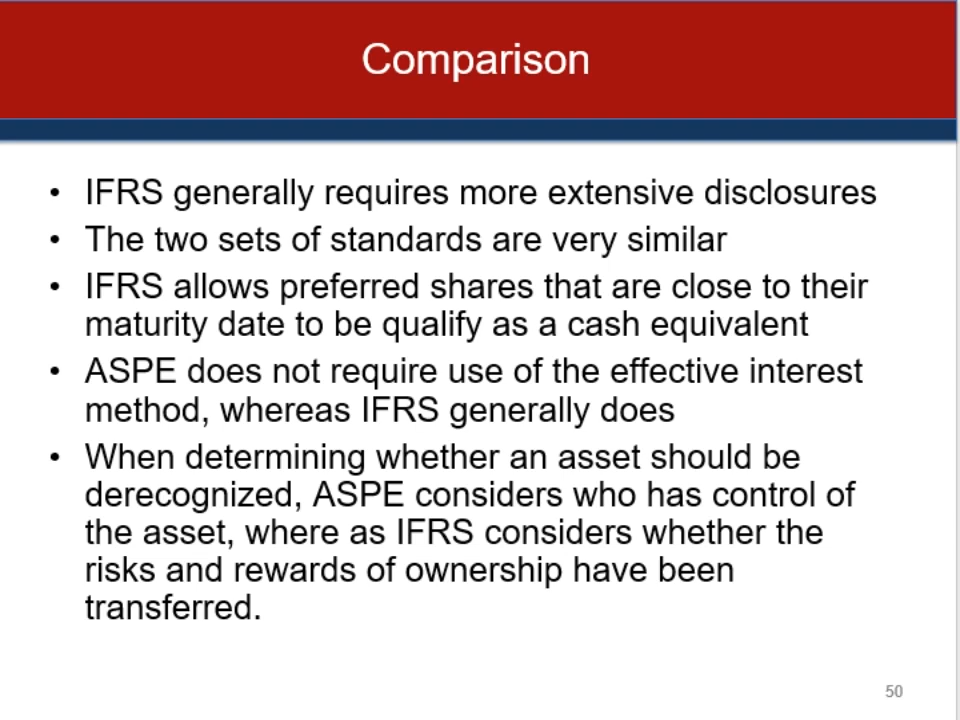 Comparison
• IFRS generally requires more extensive disclosures
• The two sets of standards are very similar
• IFRS allows preferred shares that are close to their
maturity date to be qualify as a cash equivalent
• ASPE does not require use of the effective interest
method, whereas IFRS generally does
• When determining whether an asset should be
derecognized, ASPE considers who has control of
the asset, where as IFRS considers whether the
risks and rewards of ownership have been
transferred.
50